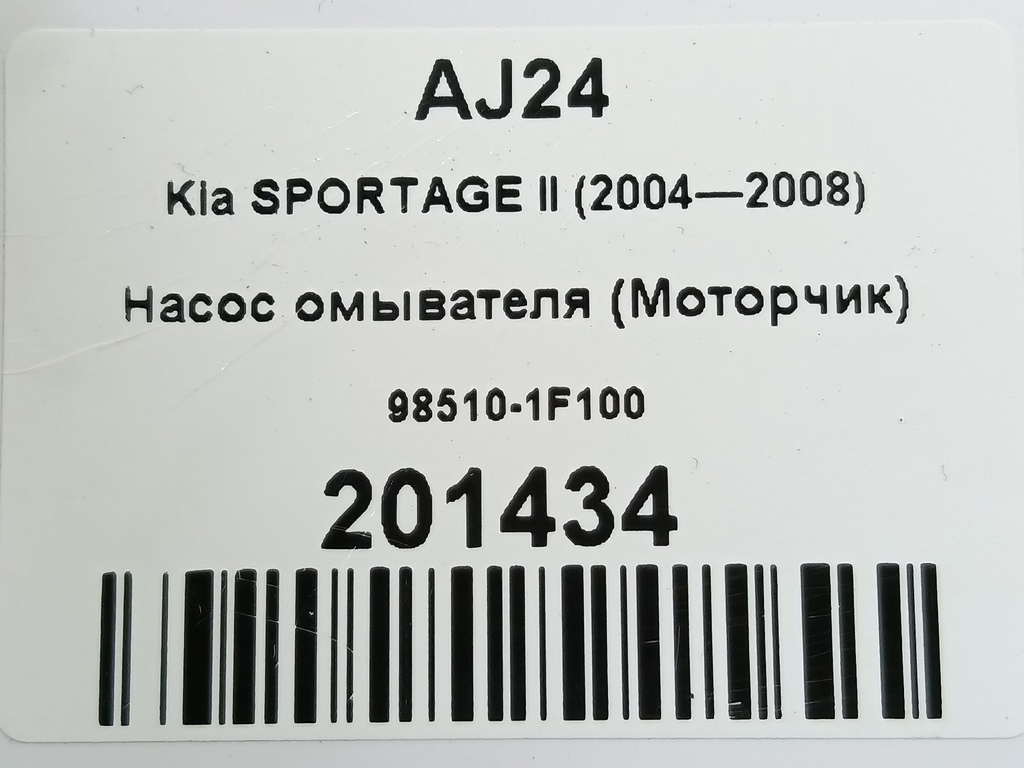 AJ24
Kia SPORTAGE II (2004—2008)
Насос омывателя (Моторчик)
98510-1F100
201434